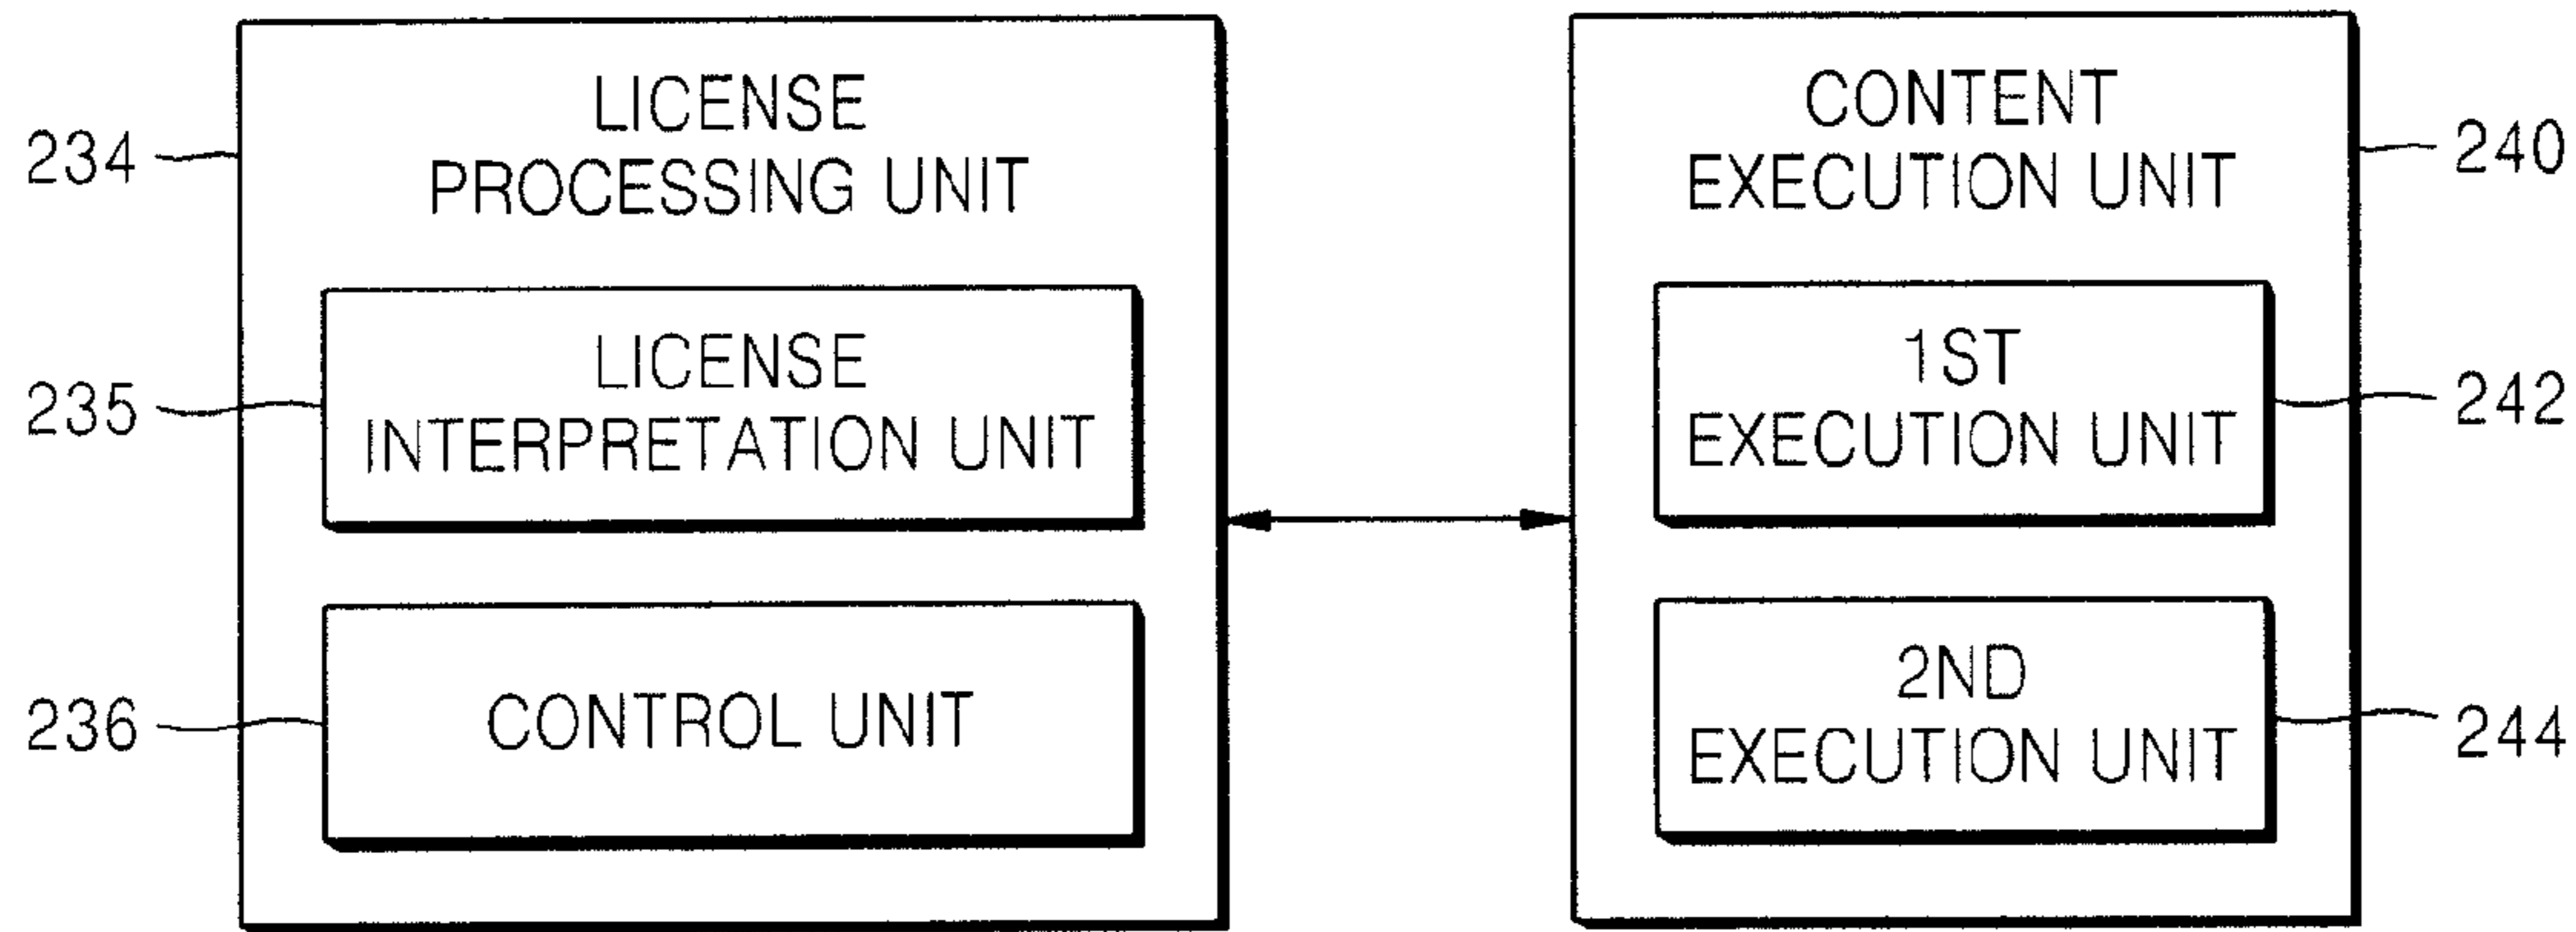 LICENSE
PROCESSING UNIT
234
LICENSE
INTERPRETATION UNIT
235
CONTROL UNIT
236
CONTENT
EXECUTION UNIT
240
1ST
EXECUTION UNIT
242
2ND
EXECUTION UNIT
244